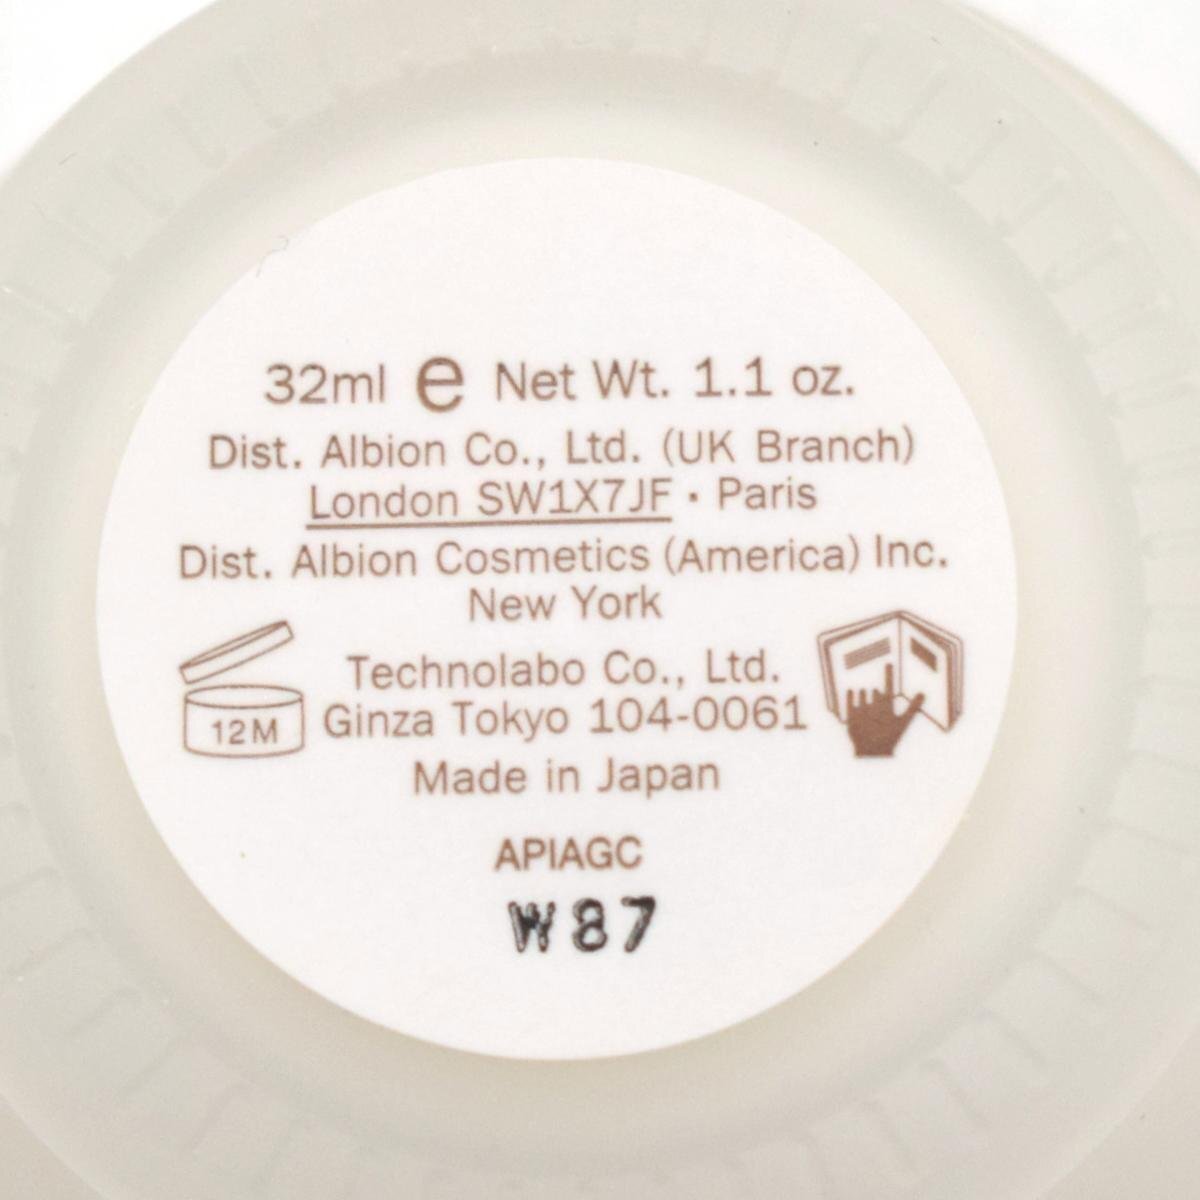 32ml ℮ Net Wt. 1.1 oz.
Dist. Albion Co., Ltd. (UK Branch)
London SW1X7JF · Paris
Dist. Albion Cosmetics (America) Inc.
New York
Technolabo Co., Ltd.
12M Ginza Tokyo 104-0061
Made in Japan
APIAGC
W87